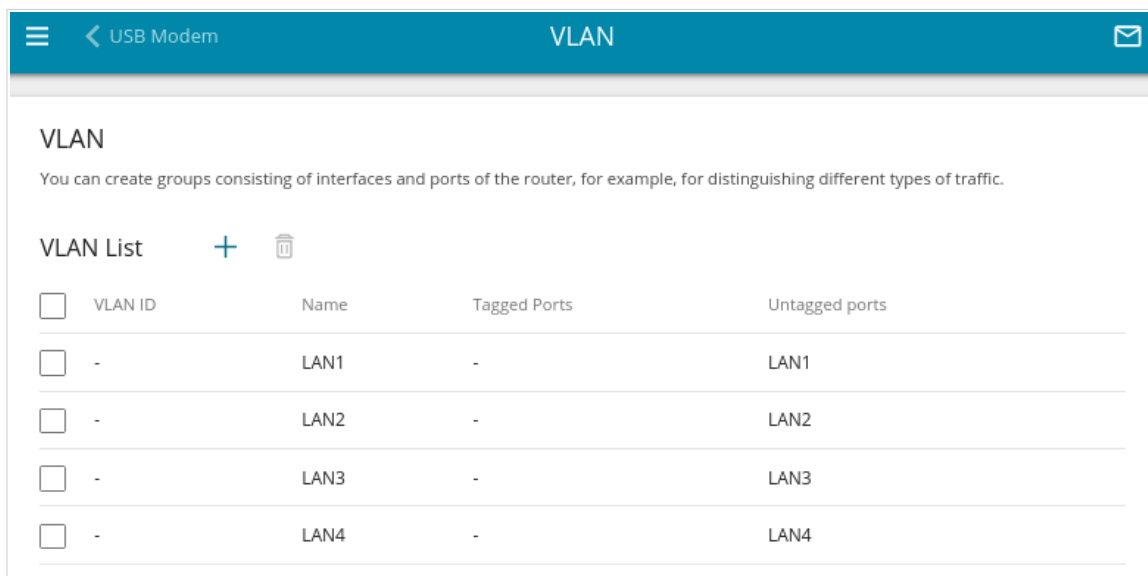 USB Modem VLAN
VLAN
You can create groups consisting of interfaces and ports of the router, for example, for distinguishing different types of traffic.
VLAN List
VLAN ID Name Tagged Ports Untagged ports
- LAN1 - LAN1
- LAN2 - LAN2
- LAN3 - LAN3
- LAN4 - LAN4